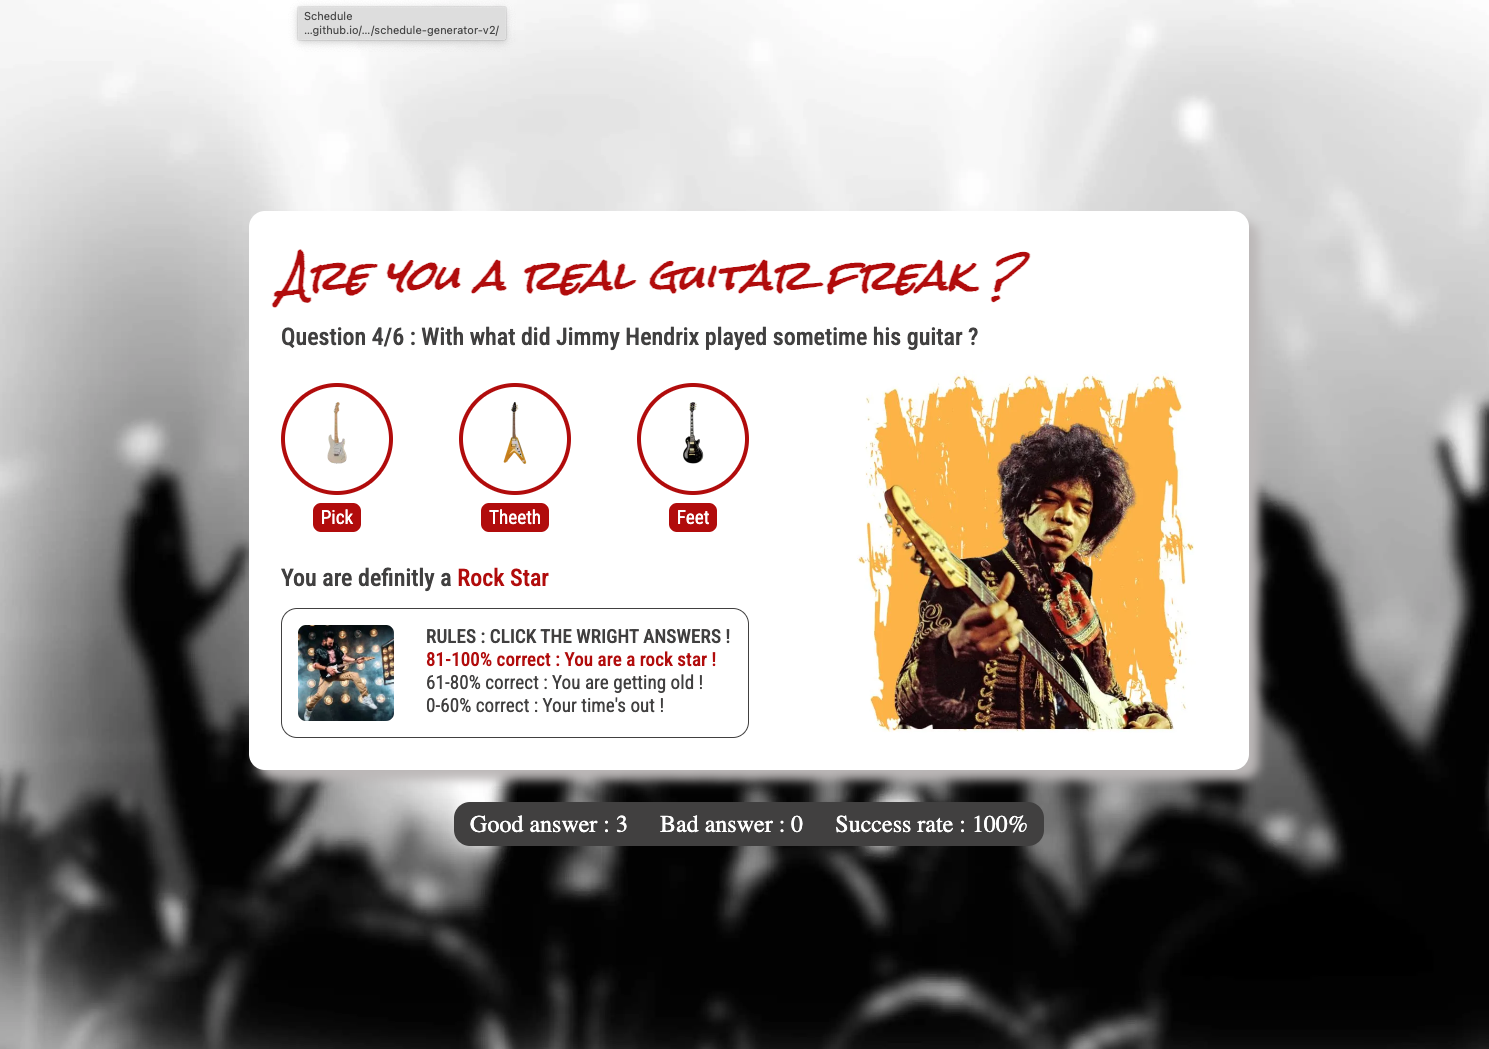 Schedule
...github.io/.../schedule-generator-v2/
Are you a real guitar freak ?
Question 4/6 : With what did Jimmy Hendrix played sometime his guitar ?
Pick
Theeth
Feet
You are definitly a Rock Star
RULES : CLICK THE WRIGHT ANSWERS !
81-100% correct : You are a rock star !
61-80% correct : You are getting old !
0-60% correct : Your time's out !
Good answer : 3 Bad answer : 0 Success rate : 100%